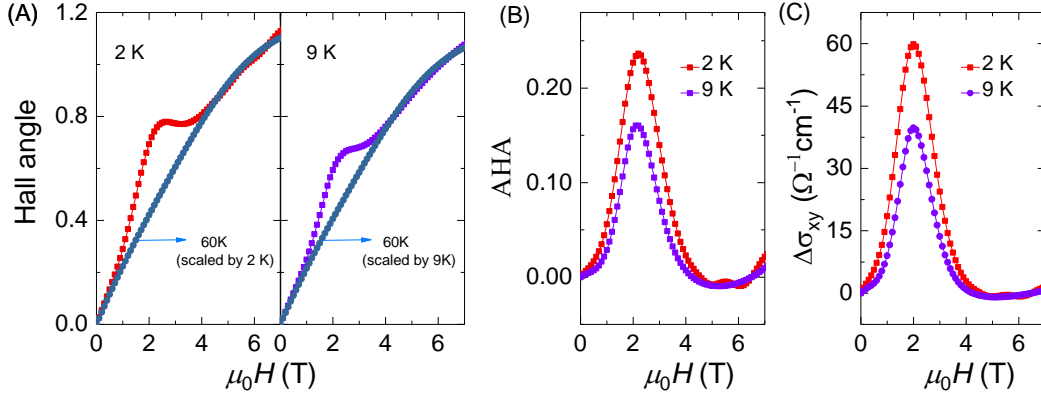 (A)
2 K
9 K
Hall angle
1.2
0.8
0.4
0.0
60K
(scaled by 2 K)
60K
(scaled by 9K)
0 2 4 6 0 2 4 6
μ₀H (T)
(B)
AHA
0.20
0.10
0.00
2 K
9 K
0 2 4 6
μ₀H (T)
(C)
Δσxy (Ω⁻¹cm⁻¹)
60
45
30
15
0
2 K
9 K
0 2 4 6
μ₀H (T)